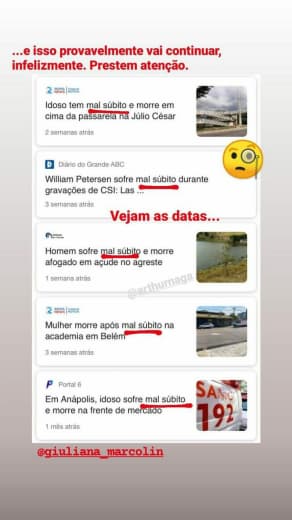 ...e isso provavelmente vai continuar,
infelizmente. Prestem atenção.
Idoso tem mal súbito e morre em
cima da passarela na Júlio César
2 semanas atrás
Diário do Grande ABC
William Petersen sofre mal súbito durante
gravações de CSI: Las ...
3 semanas atrás
Vejam as datas...
Homem sofre mal súbito e morre
afogado em açude no agreste
1 semana atrás
@arthurnaga
Mulher morre após mal súbito na
academia em Belém
3 semanas atrás
Portal 6
Em Anápolis, idoso sofre mal súbito
e morre na frente de mercado
1 mês atrás
192
@giuliana_marcolin